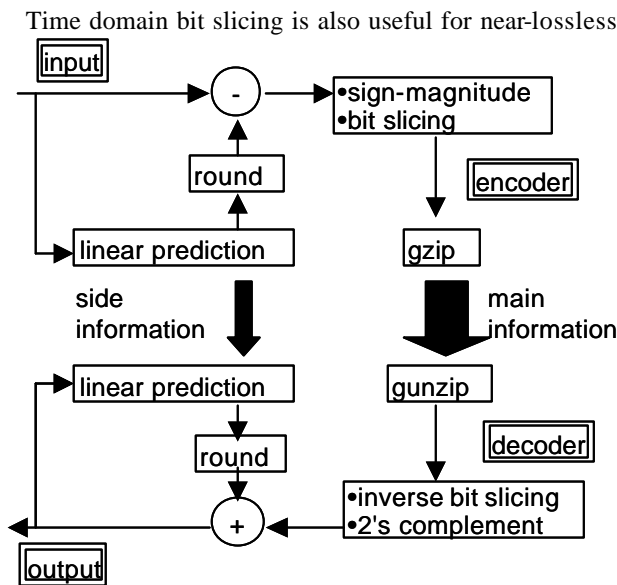 Time domain bit slicing is also useful for near-lossless
input
-
•sign-magnitude
•bit slicing
round
encoder
linear prediction
gzip
side
information
main
information
linear prediction
gunzip
round
decoder
•inverse bit slicing
•2's complement
+
output